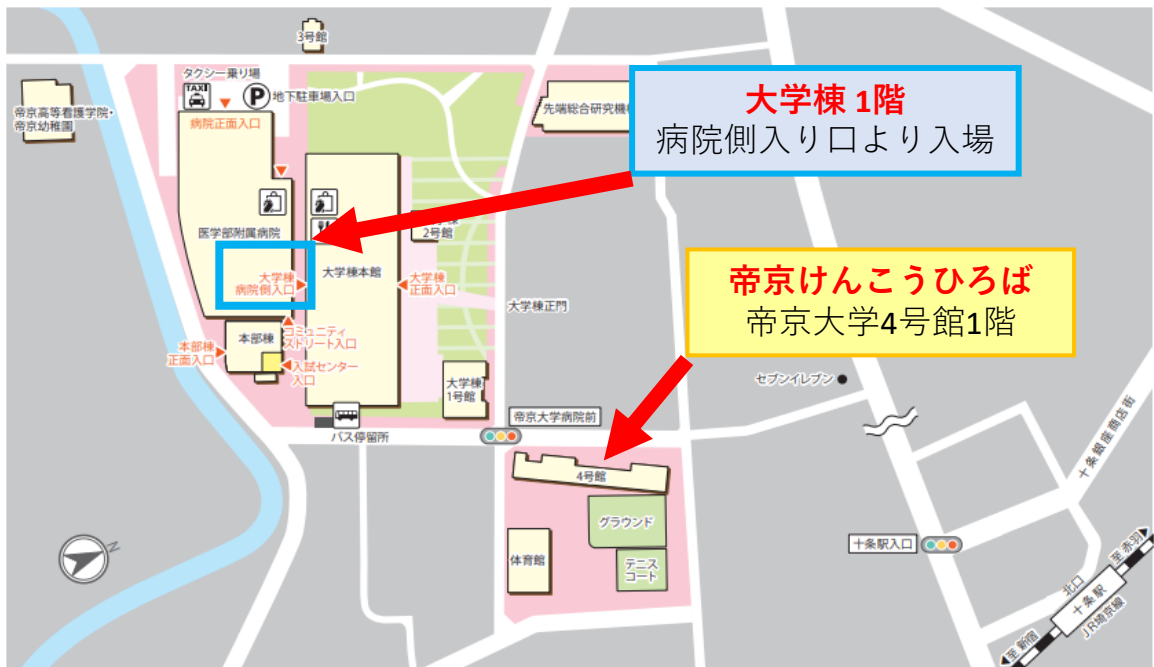 3号館
タクシー乗り場
TAXI
P
地下駐車場入口
病院正面入口
帝京高等看護学院・
帝京幼稚園
先端総合研究機
大学棟 1階
病院側入り口より入場
医学部附属病院
2号館
大学棟
病院側入口
大学棟本館
大学棟
正面入口
大学棟正門
帝京けんこうひろば
帝京大学4号館1階
本部棟
コミュニティ
ストリート入口
本部棟
正面入口
入試センター
入口
大学棟
1号館
セブンイレブン
バス停留所
帝京大学病院前
十条銀座商店街
4号館
グラウンド
体育館
テニス
コート
N
十条駅入口
至 赤羽
北口
十条駅
JR埼京線
至 新宿